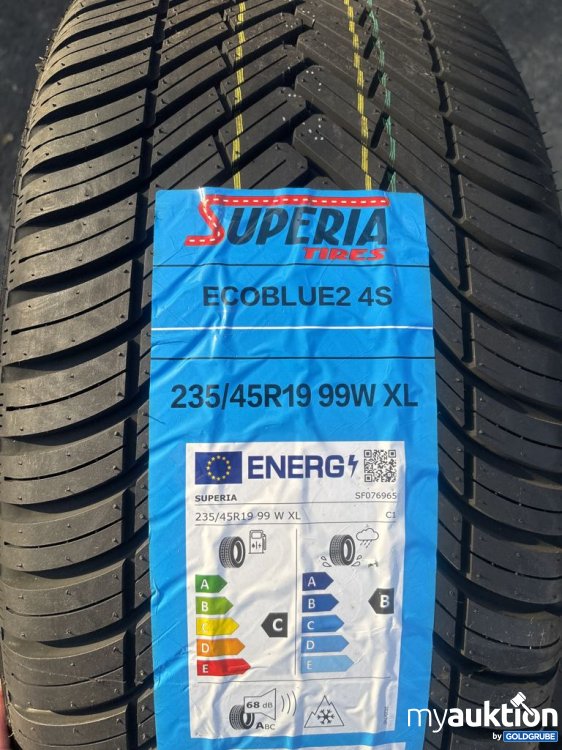 SUPERIA
TIRES
ECOBLUE2 4S
235/45R19 99W XL
ENERG
SUPERIA SF076965
235/45R19 99 W XL C1
A A
B B
C C
D D
E E
C B
68 dB
ABC
myauktion
by GOLDGRUBE